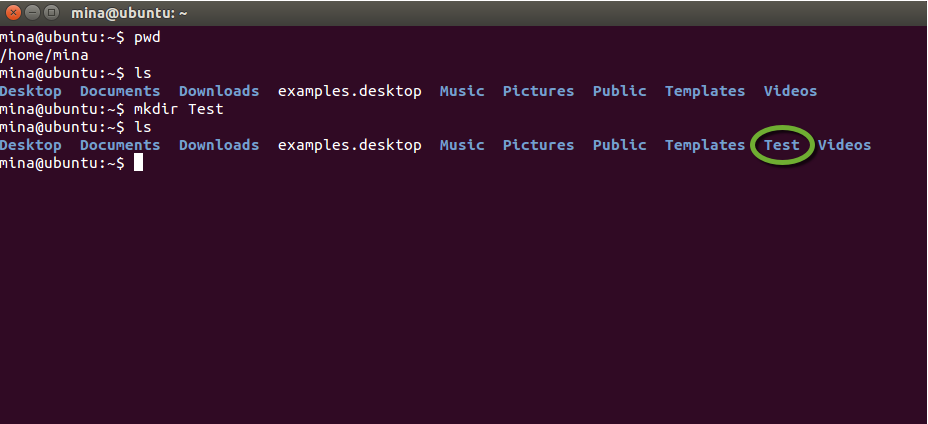 mina@ubuntu: ~
mina@ubuntu:~$ pwd
/home/mina
mina@ubuntu:~$ ls
Desktop  Documents  Downloads  examples.desktop  Music  Pictures  Public  Templates  Videos
mina@ubuntu:~$ mkdir Test
mina@ubuntu:~$ ls
Desktop  Documents  Downloads  examples.desktop  Music  Pictures  Public  Templates  Test  Videos
mina@ubuntu:~$